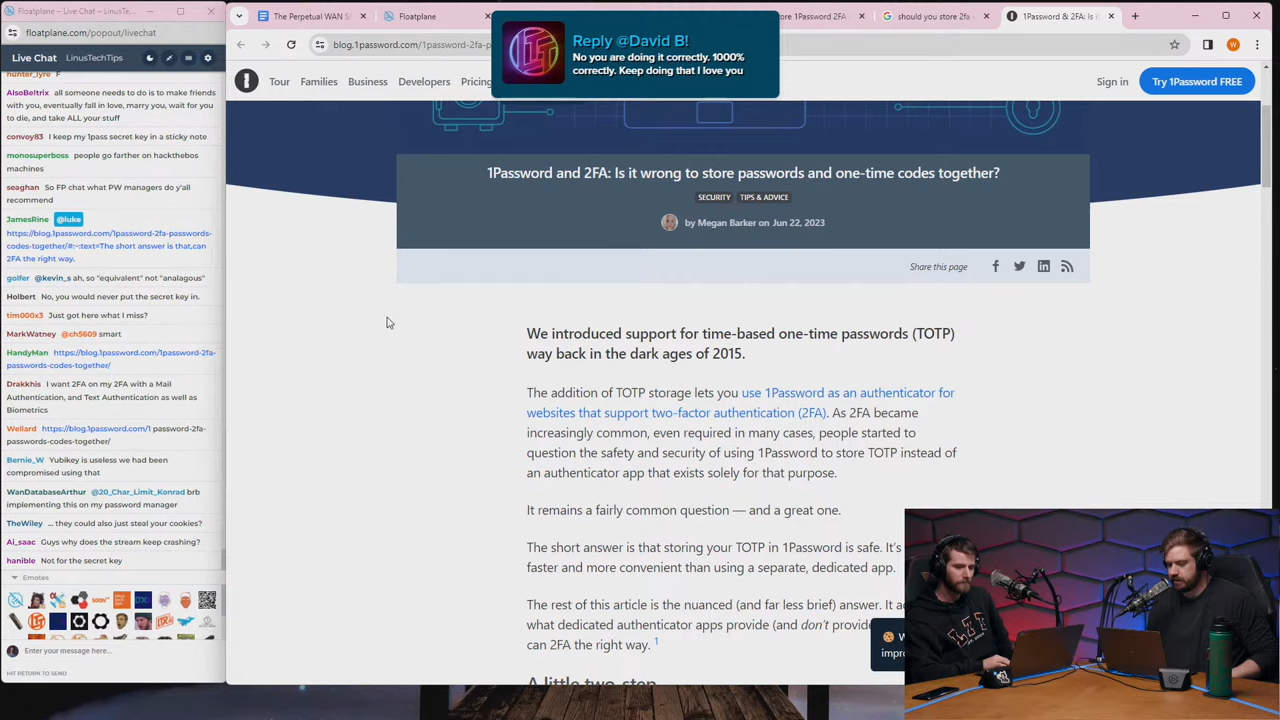 Floatplane – Live Chat – LinusTe
floatplane.com/popout/livechat
Live Chat LinusTechTips
hunter_lyre F
AlsoBeltrix all someone needs to do is to make friends
with you, eventually fall in love, marry you, wait for you
to die, and take ALL your stuff
convoy83 I keep my 1pass secret key in a sticky note
monosuperboss people go farther on hackthebox
machines
seaghan So FP chat what PW managers do y'all
recommend
JamesRine @luke
https://blog.1password.com/1password-2fa-passwords-
codes-together/#:~:text=The short answer is that,can
2FA the right way.
golfer @kevin_s ah, so "equivalent" not "analagous"
Holbert No, you would never put the secret key in.
tim000x3 Just got here what I miss?
MarkWatney @ch5609 smart
HandyMan https://blog.1password.com/1password-2fa-
passwords-codes-together/
Drakkhis I want 2FA on my 2FA with a Mail
Authentication, and Text Authentication as well as
Biometrics
Wellard https://blog.1password.com/1 password-2fa-
passwords-codes-together/
Bernie_W Yubikey is useless we had been
compromised using that
WanDatabaseArthur @20_Char_Limit_Konrad brb
implementing this on my password manager
TheWiley ... they could also just steal your cookies?
Ai_saac Guys why does the stream keep crashing?
hanible Not for the secret key
Emotes
Enter your message here...
HIT RETURN TO SEND
The Perpetual WAN S
Floatplane
tore 1Password 2FA
should you store 2fa
1Password & 2FA: Is it
blog.1password.com/1password-2fa-p
W
Reply @David B!
No you are doing it correctly. 1000%
correctly. Keep doing that I love you
Tour Families Business Developers Pricing
Sign in Try 1Password FREE
1Password and 2FA: Is it wrong to store passwords and one-time codes together?
SECURITY TIPS & ADVICE
by Megan Barker on Jun 22, 2023
Share this page
We introduced support for time-based one-time passwords (TOTP)
way back in the dark ages of 2015.
The addition of TOTP storage lets you use 1Password as an authenticator for
websites that support two-factor authentication (2FA). As 2FA became
increasingly common, even required in many cases, people started to
question the safety and security of using 1Password to store TOTP instead of
an authenticator app that exists solely for that purpose.
It remains a fairly common question — and a great one.
The short answer is that storing your TOTP in 1Password is safe. It's
faster and more convenient than using a separate, dedicated app.
The rest of this article is the nuanced (and far less brief) answer. It ad
what dedicated authenticator apps provide (and don't provide
can 2FA the right way. 1
A little two-step
W
impro